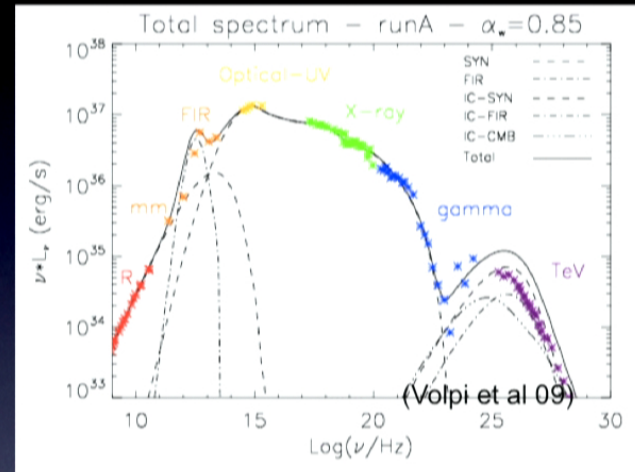 Total spectrum – runA – α_w=0.85
10^38
10^37
10^36
10^35
10^34
10^33
ν*L_ν (erg/s)
SYN
FIR
IC-SYN
IC-FIR
IC-CMB
Total
Optical-UV
FIR
X-ray
mm
gamma
R
TeV
(Volpi et al 09)
10 15 20 25 30
Log(ν/Hz)